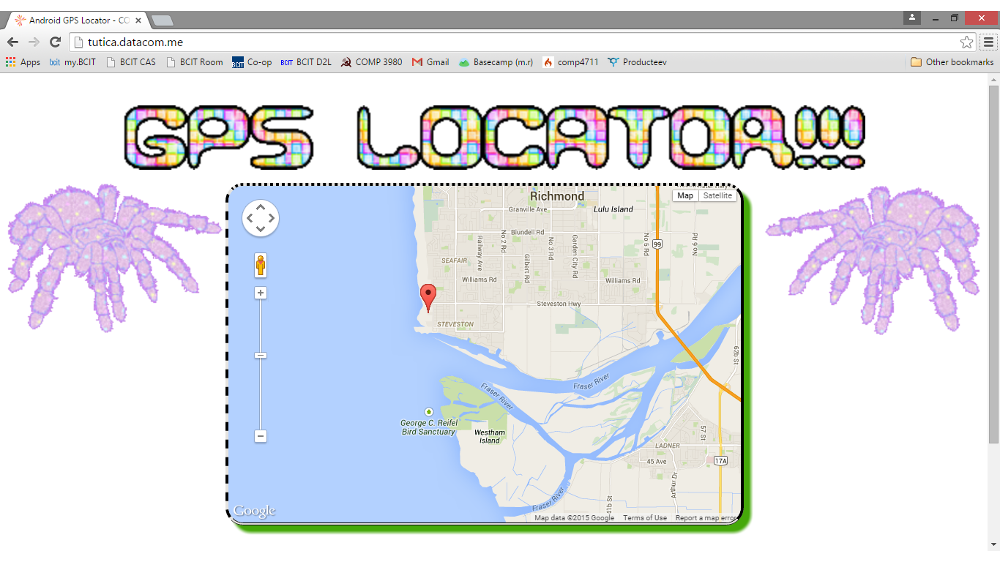 Android GPS Locator - CO
tutica.datacom.me
Apps bcit my.BCIT BCIT CAS BCIT Room BCIT Co-op BCIT BCIT D2L COMP 3980 Gmail Basecamp (m.r) comp4711 Producteev Other bookmarks
GPS LOCATOR!!!
Richmond
Map Satellite
Granville Ave
Lulu Island
Blundell Rd
No 2 Rd
Railway Ave
Gilbert Rd
No 3 Rd
Garden City Rd
No 5 Rd
99
No 6 Rd
SEAFAIR
Williams Rd
Williams Rd
Steveston Hwy
STEVESTON
62b St
Fraser River
Fraser River
George C. Reifel
Bird Sanctuary
Westham
Island
57 St
LADNER
45 Ave
17A
Arthur Dr
41b St
Fraser River
Google
Map data ©2015 Google Terms of Use Report a map error